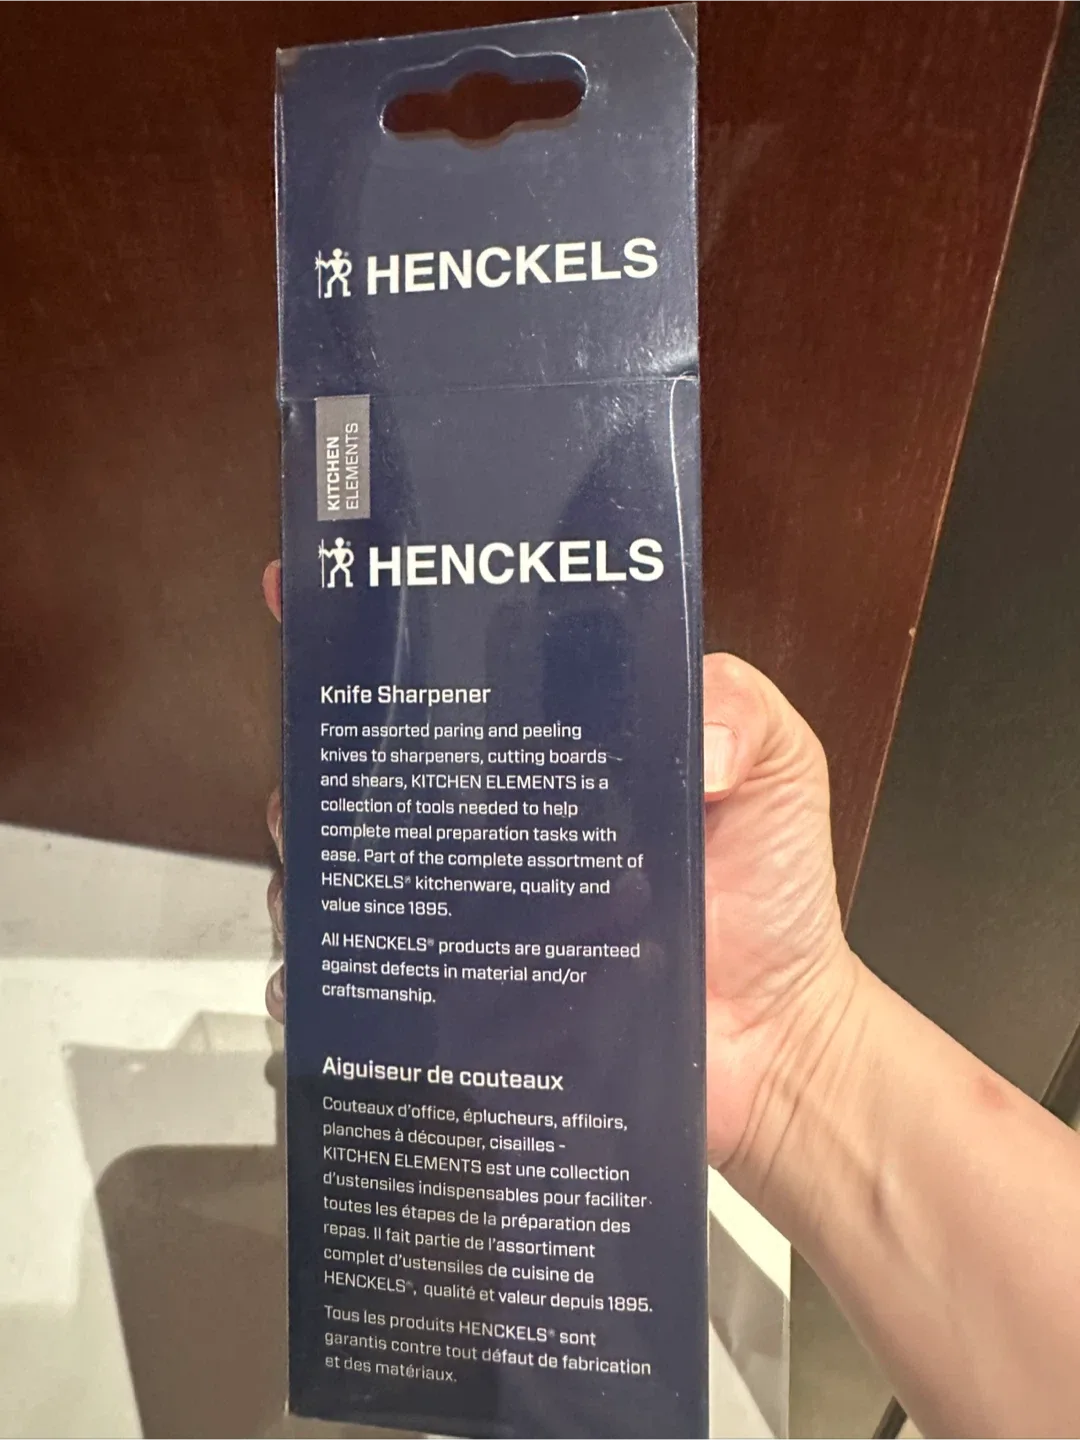 HENCKELS
KITCHEN
ELEMENTS
HENCKELS
Knife Sharpener
From assorted paring and peeling
knives to sharpeners, cutting boards
and shears, KITCHEN ELEMENTS is a
collection of tools needed to help
complete meal preparation tasks with
ease. Part of the complete assortment of
HENCKELS® kitchenware, quality and
value since 1895.
All HENCKELS® products are guaranteed
against defects in material and/or
craftsmanship.
Aiguiseur de couteaux
Couteaux d'office, éplucheurs, affiloirs,
planches à découper, cisailles -
KITCHEN ELEMENTS est une collection
d'ustensiles indispensables pour faciliter
toutes les étapes de la préparation des
repas. Il fait partie de l'assortiment
complet d'ustensiles de cuisine de
HENCKELS®, qualité et valeur depuis 1895.
Tous les produits HENCKELS® sont
garantis contre tout défaut de fabrication
et des matériaux.